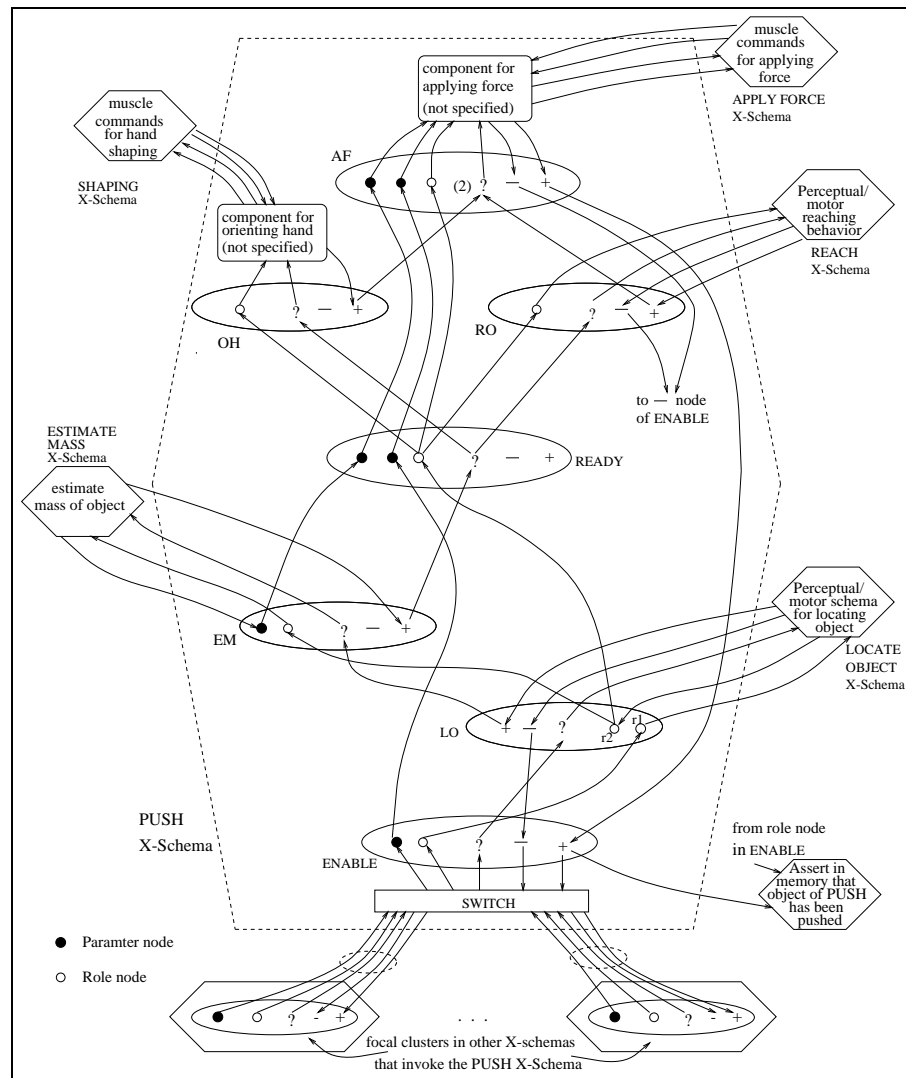 muscle
commands
for applying
force
APPLY FORCE
X-Schema
component for
applying force
(not specified)
muscle
commands
for hand
shaping
SHAPING
X-Schema
AF
(2) ? — +
component for
orienting hand
(not specified)
Perceptual/
motor
reaching
behavior
REACH
X-Schema
? — +
OH
? — +
RO
to — node
of ENABLE
ESTIMATE
MASS
X-Schema
estimate
mass of object
? — +
READY
Perceptual/
motor schema
for locating
object
LOCATE
OBJECT
X-Schema
? — +
EM
+ — ? r2 r1
LO
PUSH
X-Schema
? — +
ENABLE
from role node
in ENABLE
Assert in
memory that
object of PUSH
has been
pushed
SWITCH
Paramter node
Role node
? - +
. . .
? - +
focal clusters in other X-schemas
that invoke the PUSH X-Schema